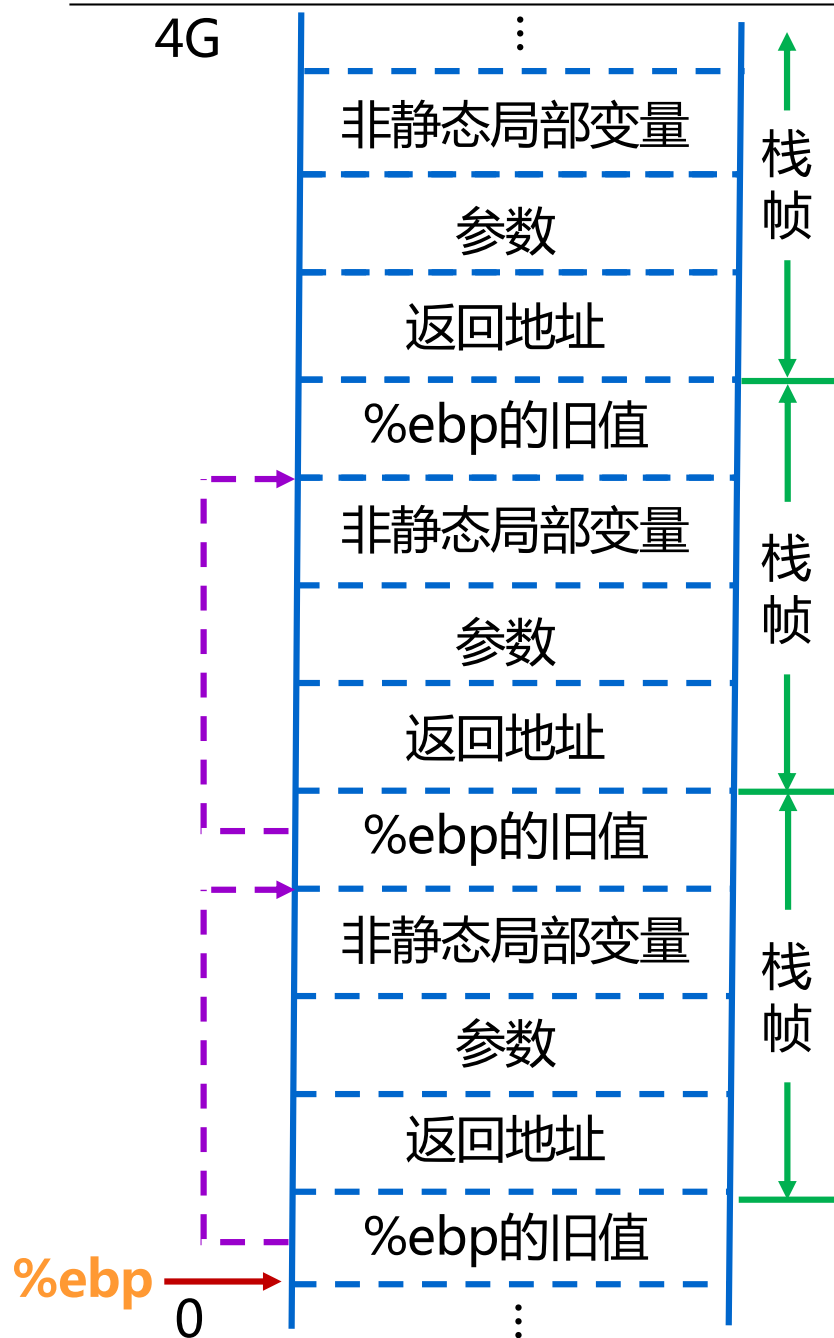 4G
⋮
非静态局部变量
参数
返回地址
栈帧
%ebp的旧值
非静态局部变量
参数
返回地址
栈帧
%ebp的旧值
非静态局部变量
参数
返回地址
栈帧
%ebp的旧值
%ebp
0
⋮